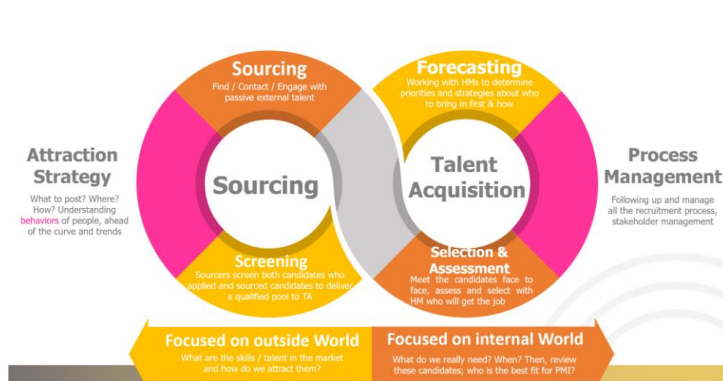 Sourcing
Find / Contact / Engage with
passive external talent
Forecasting
Working with HMs to determine
priorities and strategies about who
to bring in first & how
Attraction
Strategy
What to post? Where?
How? Understanding
behaviors of people, ahead
of the curve and trends
Sourcing
Talent
Acquisition
Process
Management
Following up and manage
all the recruitment process,
stakeholder management
Screening
Sourcers screen both candidates who
applied and sourced candidates to deliver
a qualified pool to TA
Selection &
Assessment
Meet the candidates face to
face, assess and select with
HM who will get the job
Focused on outside World
What are the skills / talent in the market
and how do we attract them?
Focused on internal World
What do we really need? When? Then, review
these candidates; who is the best fit for PMI?